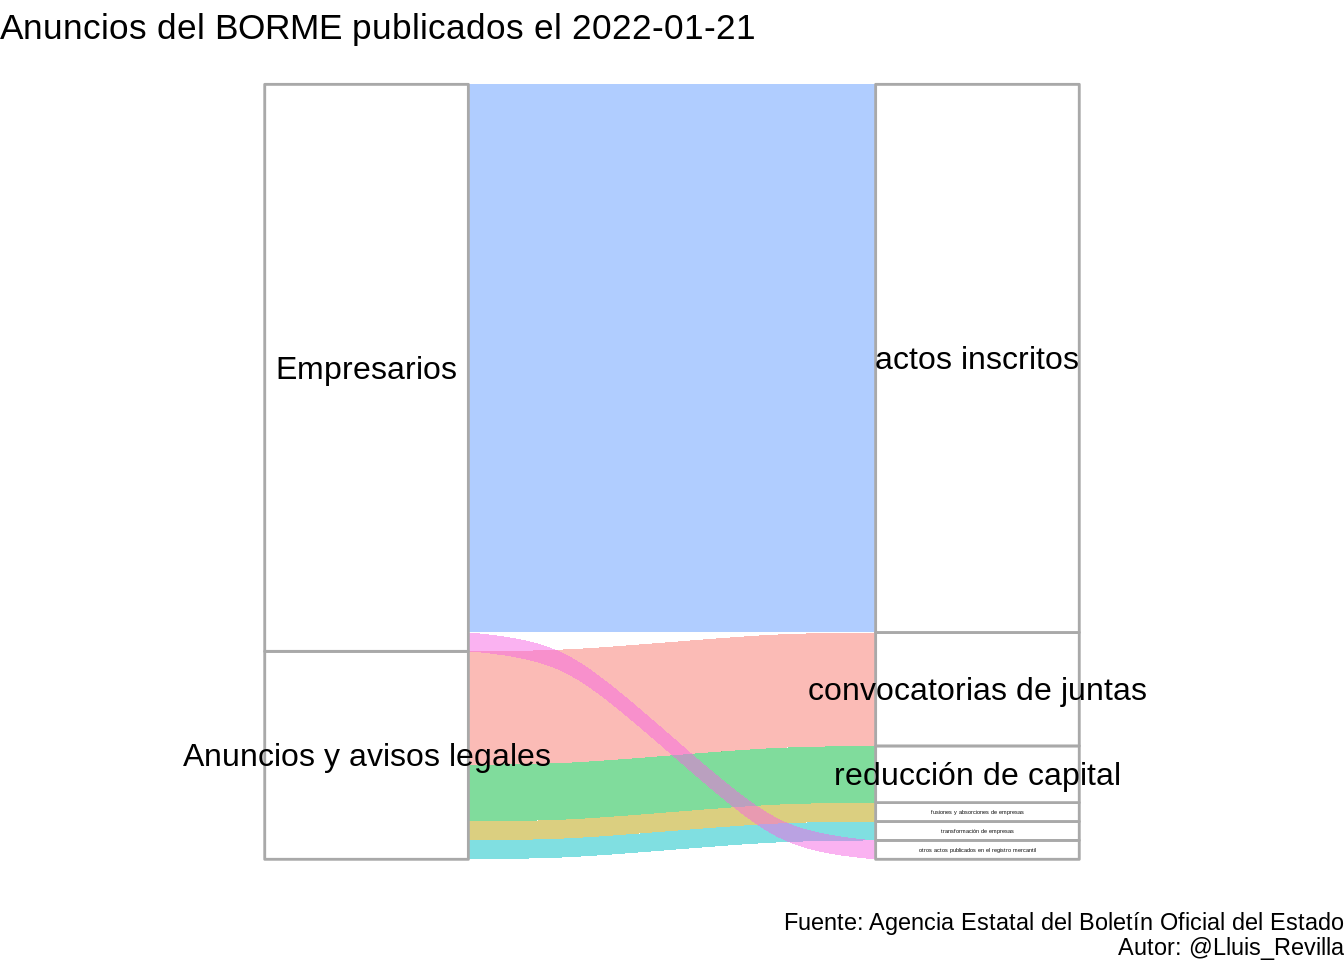 Anuncios del BORME publicados el 2022-01-21
Empresarios
actos inscritos
convocatorias de juntas
Anuncios y avisos legales
reducción de capital
fusiones y absorciones de empresas
transformación de empresas
otros actos publicados en el registro mercantil
Fuente: Agencia Estatal del Boletín Oficial del Estado
Autor: @Lluis_Revilla